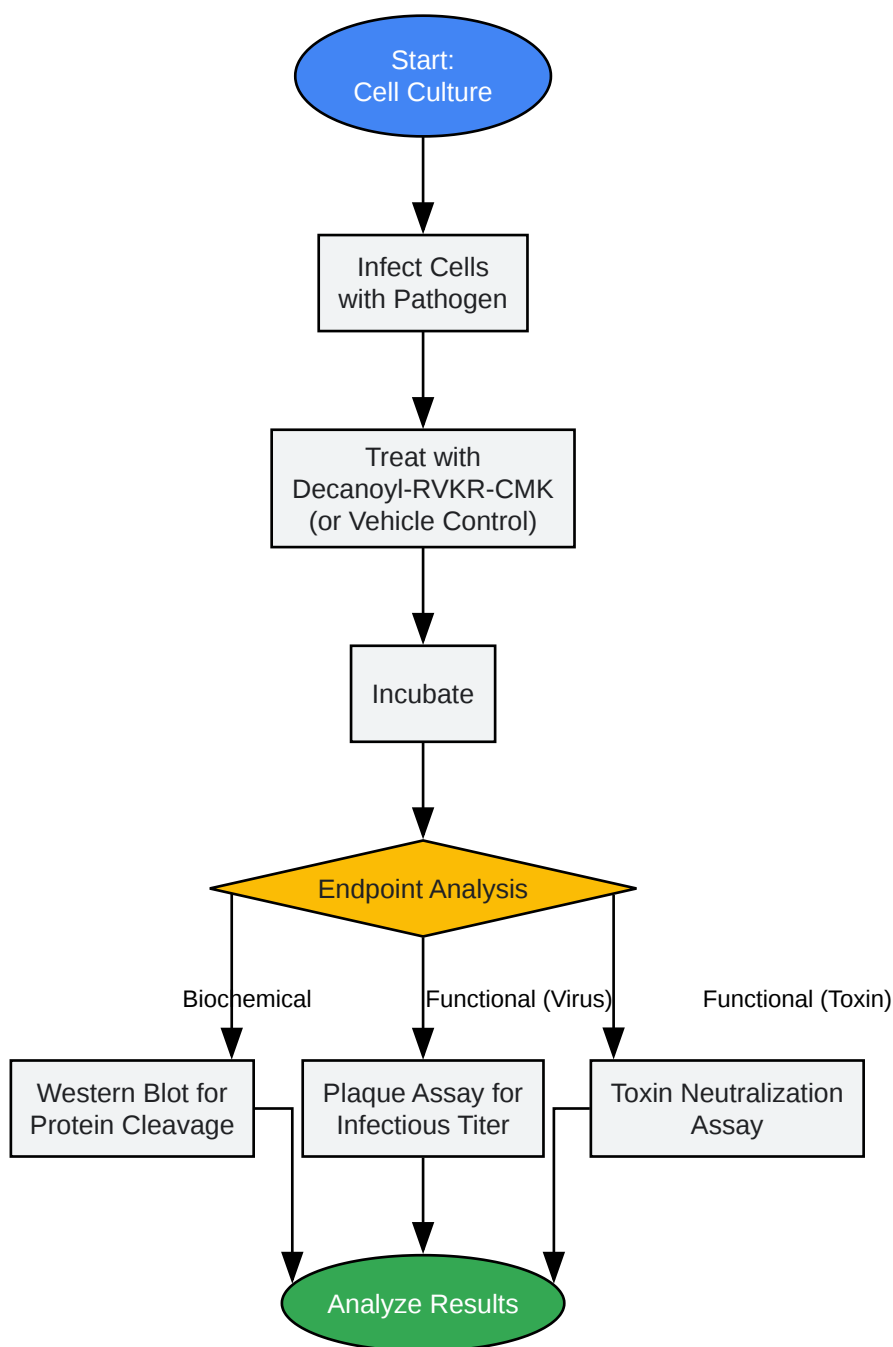 Start:
Cell Culture
Infect Cells
with Pathogen
Treat with
Decanoyl-RVKR-CMK
(or Vehicle Control)
Incubate
Endpoint Analysis
Biochemical
Functional (Virus)
Functional (Toxin)
Western Blot for
Protein Cleavage
Plaque Assay for
Infectious Titer
Toxin Neutralization
Assay
Analyze Results